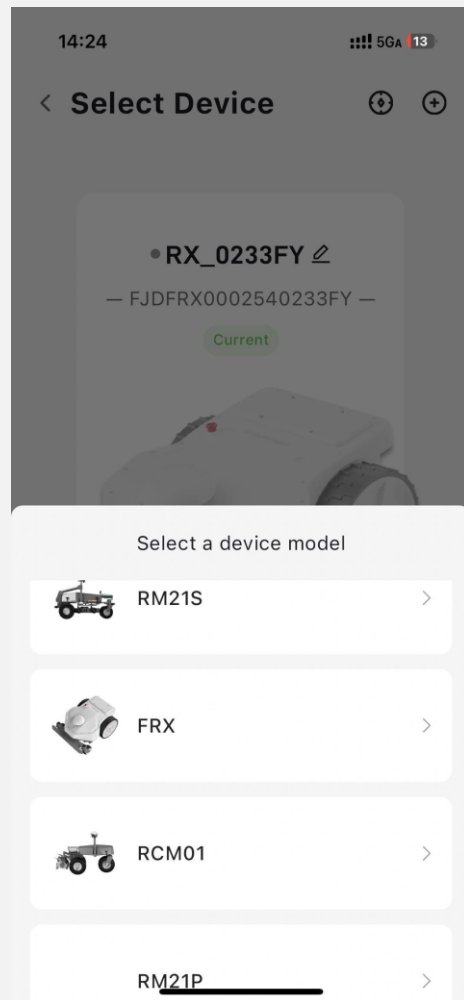 14:24
5GA 13
Select Device
RX_0233FY
— FJDFRX0002540233FY —
Current
Select a device model
RM21S
FRX
RCM01
RM21P